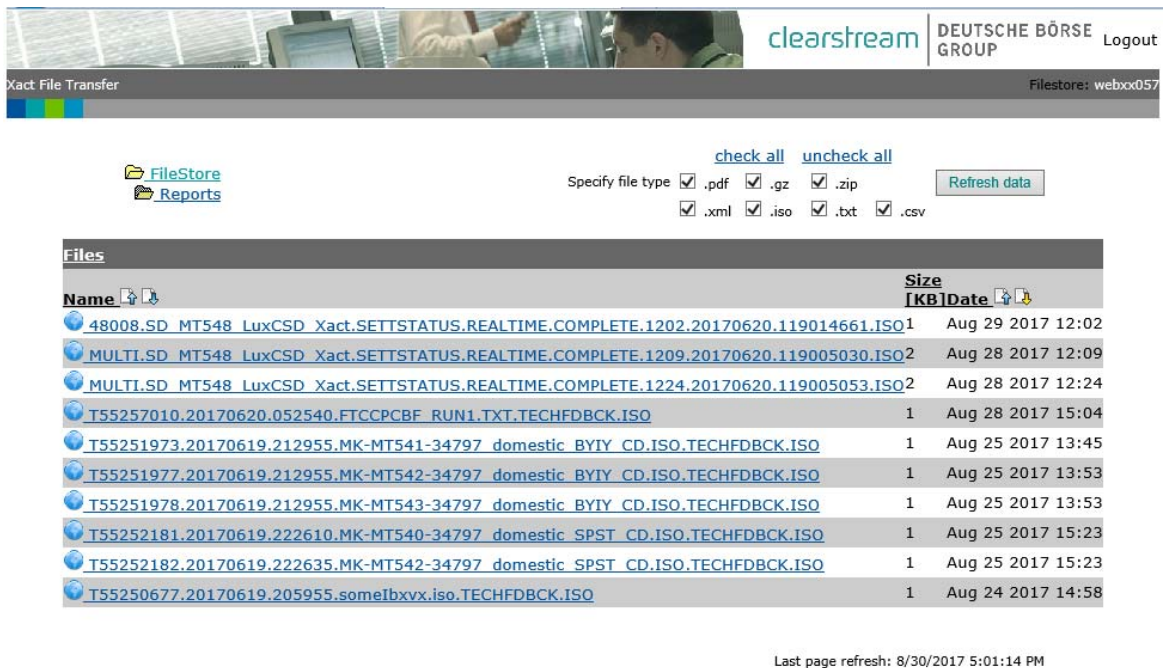 clearstream DEUTSCHE BÖRSE GROUP Logout
Xact File Transfer Filestore: webxx057
check all uncheck all
FileStore
Specify file type .pdf .gz .zip Refresh data
Reports
.xml .iso .txt .csv
Files
Name Size [KB] Date
48008.SD_MT548_LuxCSD_Xact.SETTSTATUS.REALTIME.COMPLETE.1202.20170620.119014661.ISO 1 Aug 29 2017 12:02
MULTI.SD_MT548_LuxCSD_Xact.SETTSTATUS.REALTIME.COMPLETE.1209.20170620.119005030.ISO 2 Aug 28 2017 12:09
MULTI.SD_MT548_LuxCSD_Xact.SETTSTATUS.REALTIME.COMPLETE.1224.20170620.119005053.ISO 2 Aug 28 2017 12:24
T55257010.20170620.052540.FTCCPCBF_RUN1.TXT.TECHFDBCK.ISO 1 Aug 28 2017 15:04
T55251973.20170619.212955.MK-MT541-34797_domestic_BYIY_CD.ISO.TECHFDBCK.ISO 1 Aug 25 2017 13:45
T55251977.20170619.212955.MK-MT542-34797_domestic_BYIY_CD.ISO.TECHFDBCK.ISO 1 Aug 25 2017 13:53
T55251978.20170619.212955.MK-MT543-34797_domestic_BYIY_CD.ISO.TECHFDBCK.ISO 1 Aug 25 2017 13:53
T55252181.20170619.222610.MK-MT540-34797_domestic_SPST_CD.ISO.TECHFDBCK.ISO 1 Aug 25 2017 15:23
T55252182.20170619.222635.MK-MT542-34797_domestic_SPST_CD.ISO.TECHFDBCK.ISO 1 Aug 25 2017 15:23
T55250677.20170619.205955.someIbxvx.iso.TECHFDBCK.ISO 1 Aug 24 2017 14:58
Last page refresh: 8/30/2017 5:01:14 PM